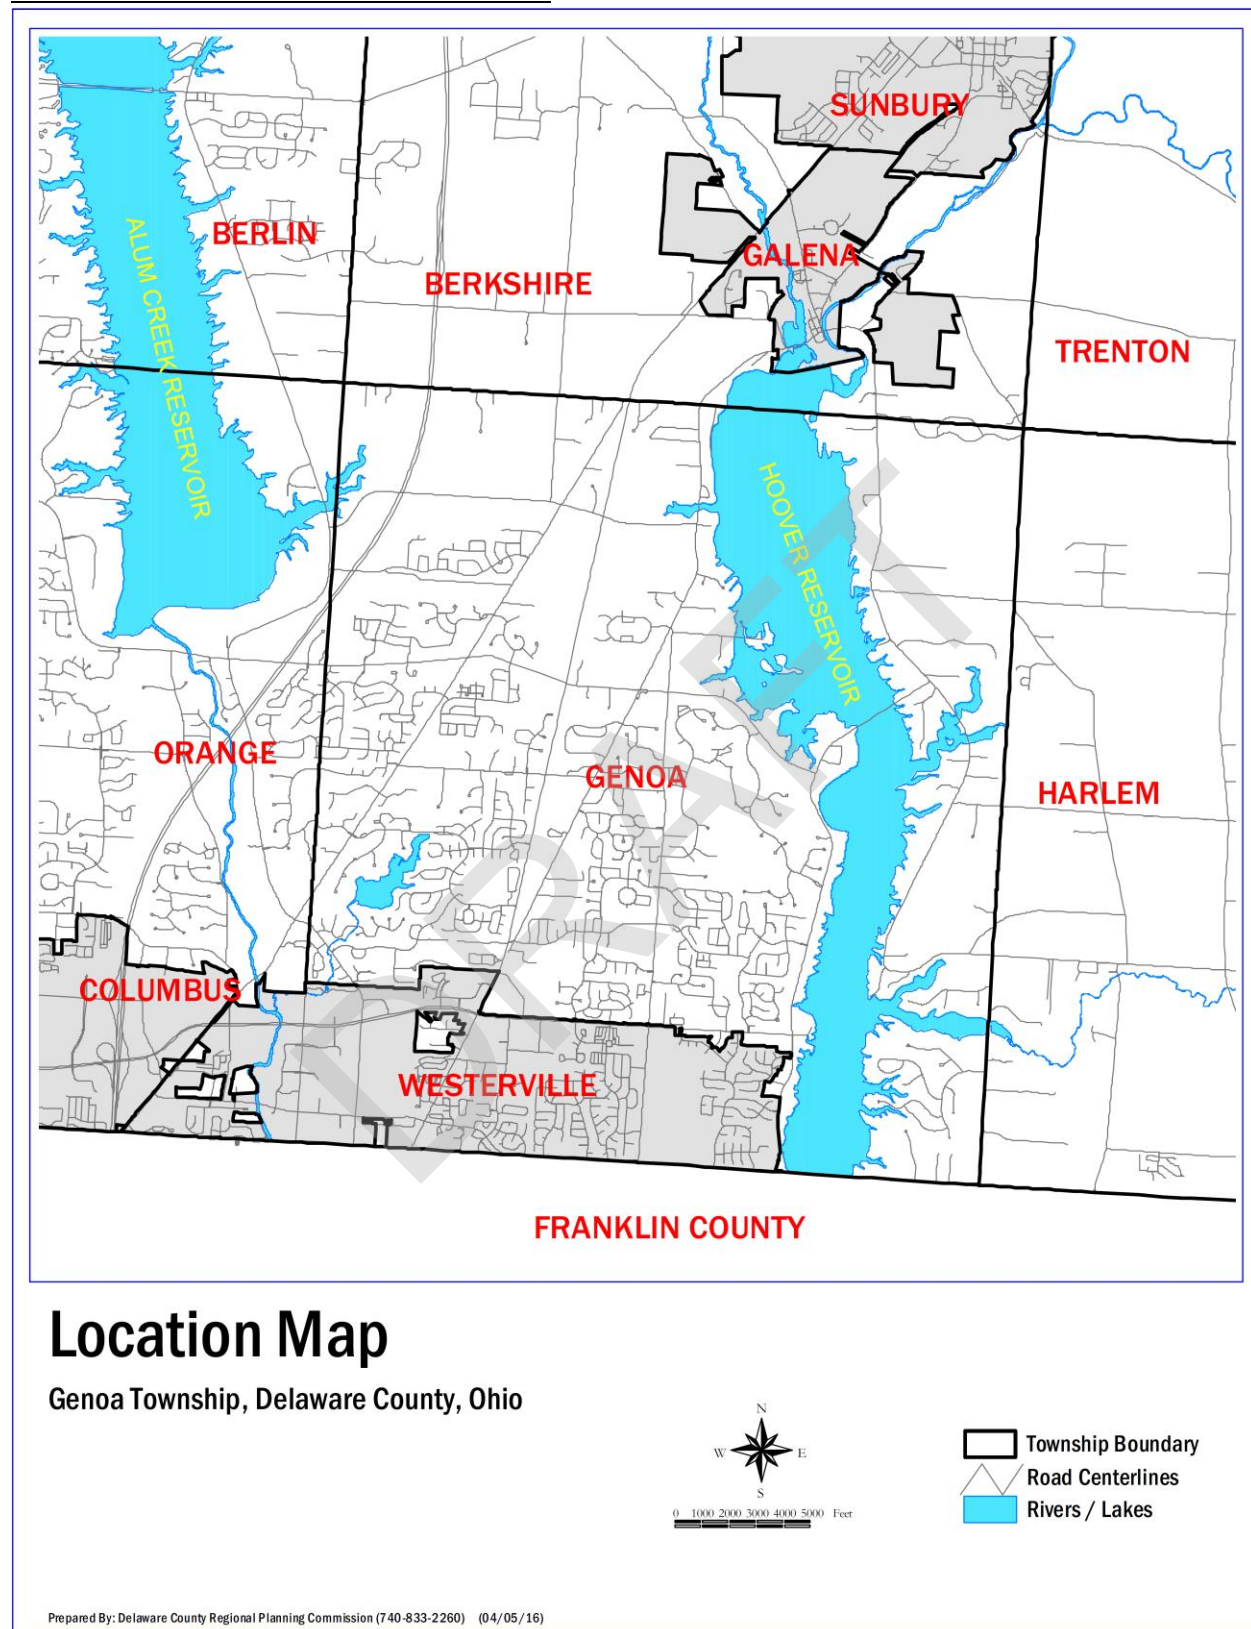 SUNBURY
BERLIN
GALENA
BERKSHIRE
TRENTON
ALUM CREEK RESERVOIR
HOOVER RESERVOIR
DRAFT
ORANGE
GENOA
HARLEM
COLUMBUS
WESTERVILLE
FRANKLIN COUNTY
Location Map
Genoa Township, Delaware County, Ohio
N
W E
S
0 1000 2000 3000 4000 5000 Feet
Township Boundary
Road Centerlines
Rivers / Lakes
Prepared By: Delaware County Regional Planning Commission (740-833-2260) (04/05/16)